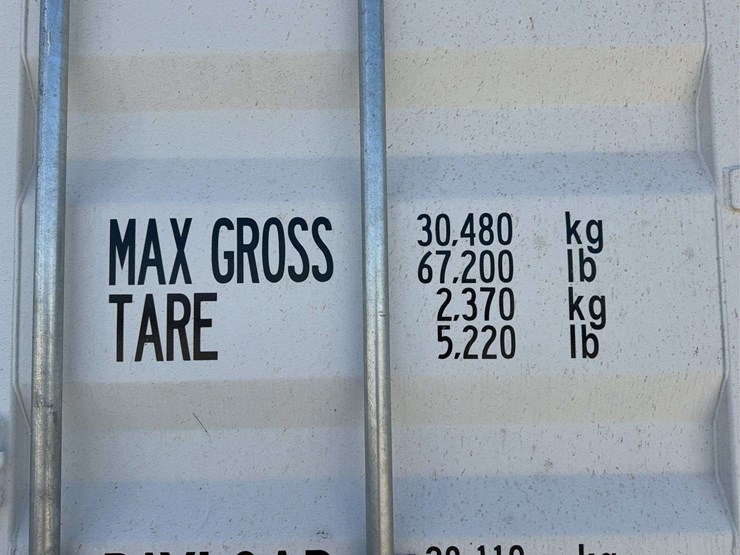 MAX GROSS 30,480 kg
67,200 lb
TARE 2,370 kg
5,220 lb